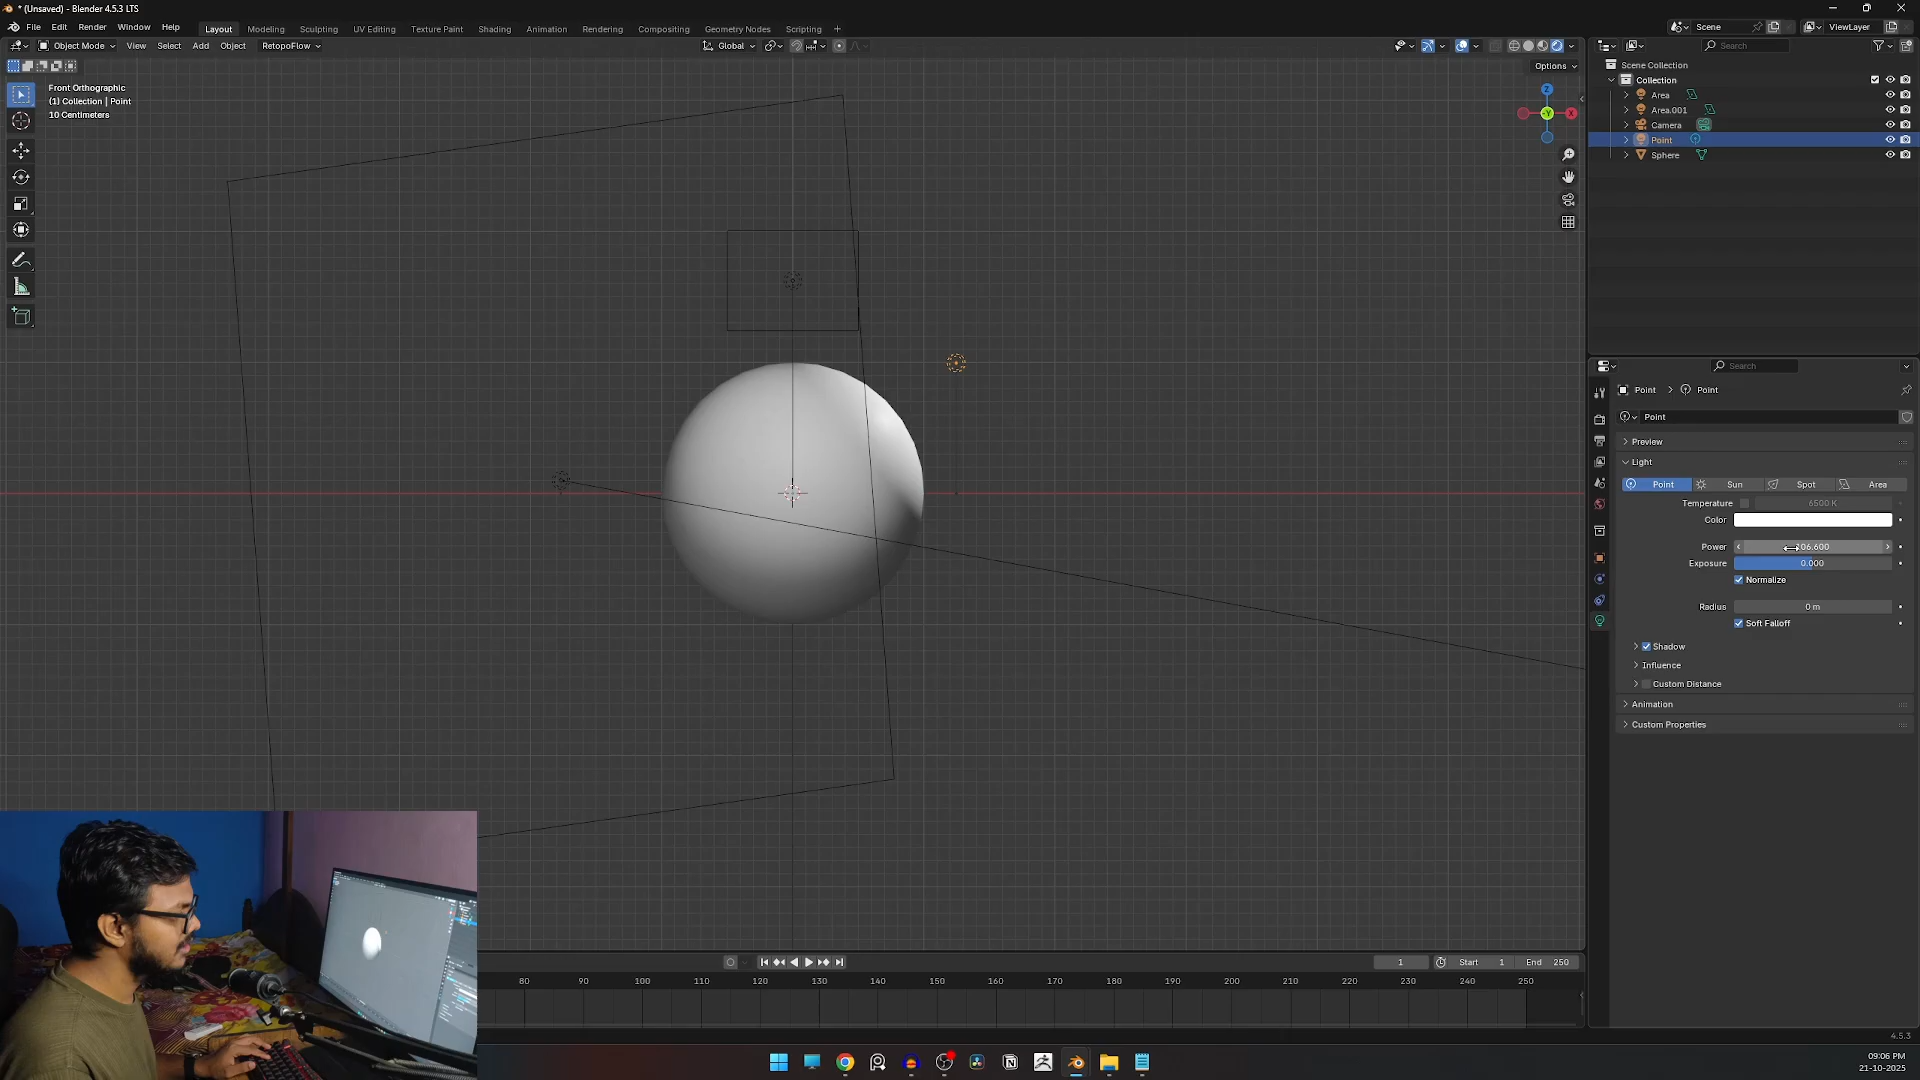 * (Unsaved) - Blender 4.5.3 LTS
File Edit Render Window Help Layout Modeling Sculpting UV Editing Texture Paint Shading Animation Rendering Compositing Geometry Nodes Scripting + Scene ViewLayer
Object Mode View Select Add Object RetopoFlow Global Search
Options
Front Orthographic
(1) Collection | Point
10 Centimeters
Z
X
-Y
Scene Collection
Collection
Area
Area.001
Camera
Point
Sphere
Search
Point > Point
Point
Preview
Light
Point Sun Spot Area
Temperature 6500 K
Color
Power
Exposure 0.000
Normalize
Radius 0 m
Soft Falloff
Shadow
Influence
Custom Distance
Animation
Custom Properties
1 Start 1 End 250
80 90 100 110 120 130 140 150 160 170 180 190 200 210 220 230 240 250
4.5.3
09:06 PM
21-10-2025